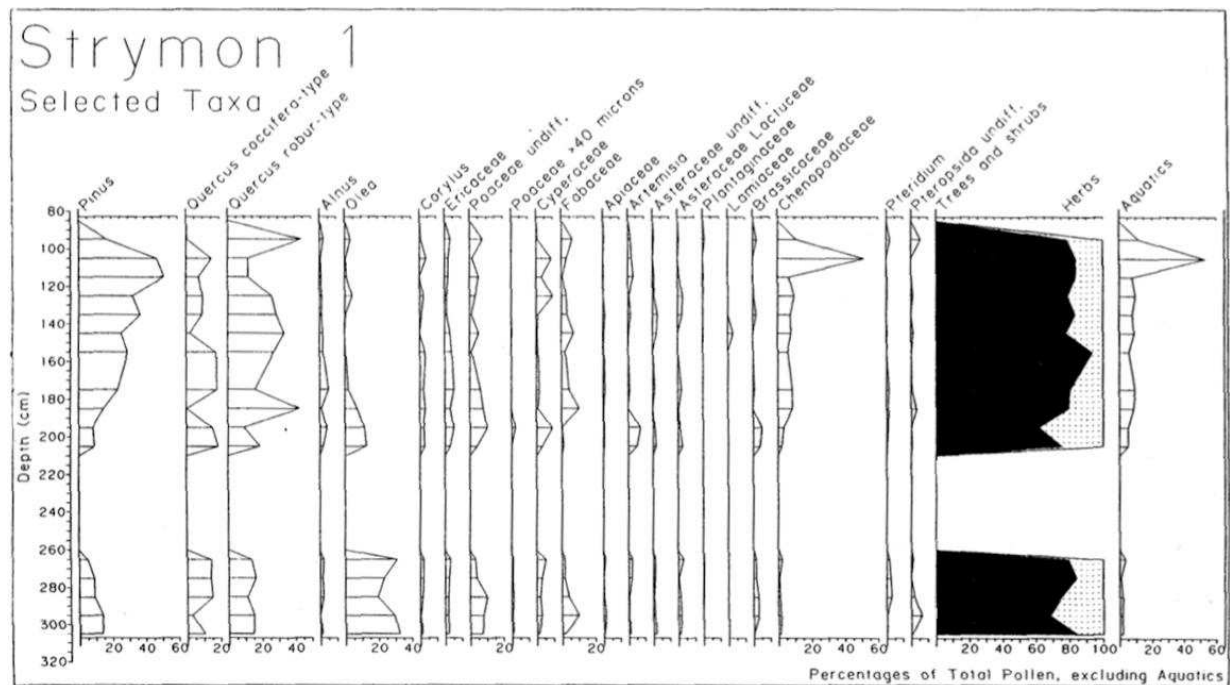 Strymon 1
Selected Taxa
Pinus
Quercus coccifera-type
Quercus robur-type
Alnus
Olea
Corylus
Ericaceae
Poaceae undiff.
Poaceae >40 microns
Cyperaceae
Fabaceae
Apiaceae
Artemisia
Asteraceae undiff.
Asteraceae Lactuceae
Plantaginaceae
Lamiaceae
Brassicaceae
Chenopodiaceae
Pteridium
Pteropsida undiff.
Trees and shrubs
Herbs
Aquatics
Depth (cm)
80
100
120
140
160
180
200
220
240
260
280
300
320
20 40 60 20 20 40 20 40 20 20 20 40 60 20 40 60 80 100 20 40 60
Percentages of Total Pollen, excluding Aquatics